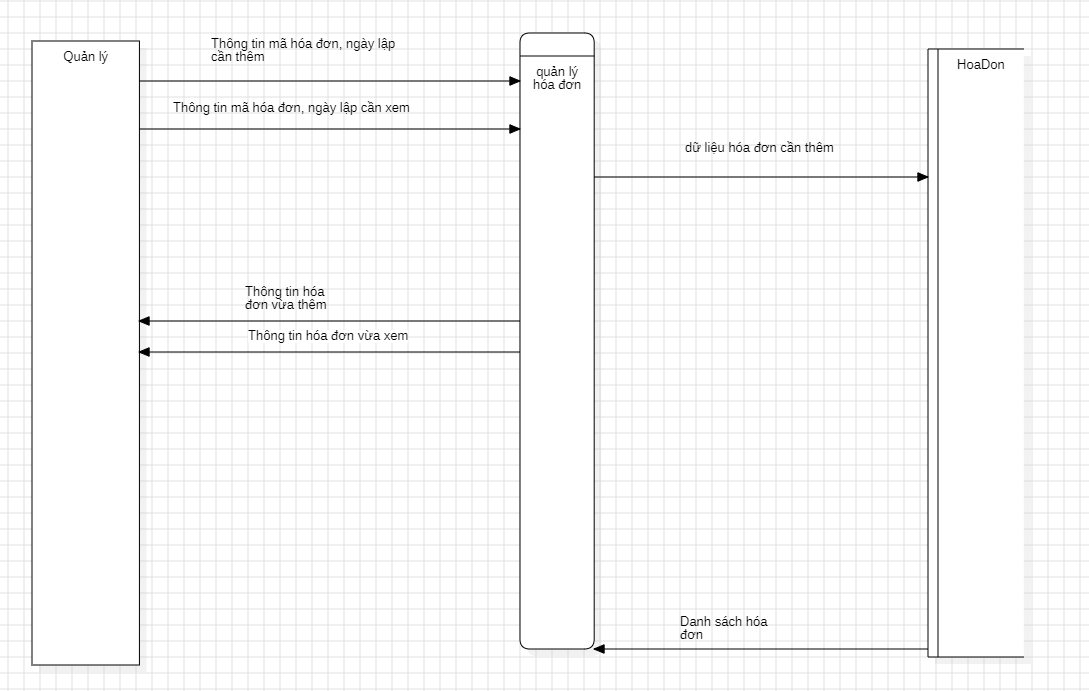 Quản lý
Thông tin mã hóa đơn, ngày lập
cần thêm
Thông tin mã hóa đơn, ngày lập cần xem
quản lý
hóa đơn
HoaDon
dữ liệu hóa đơn cần thêm
Thông tin hóa
đơn vừa thêm
Thông tin hóa đơn vừa xem
Danh sách hóa
đơn